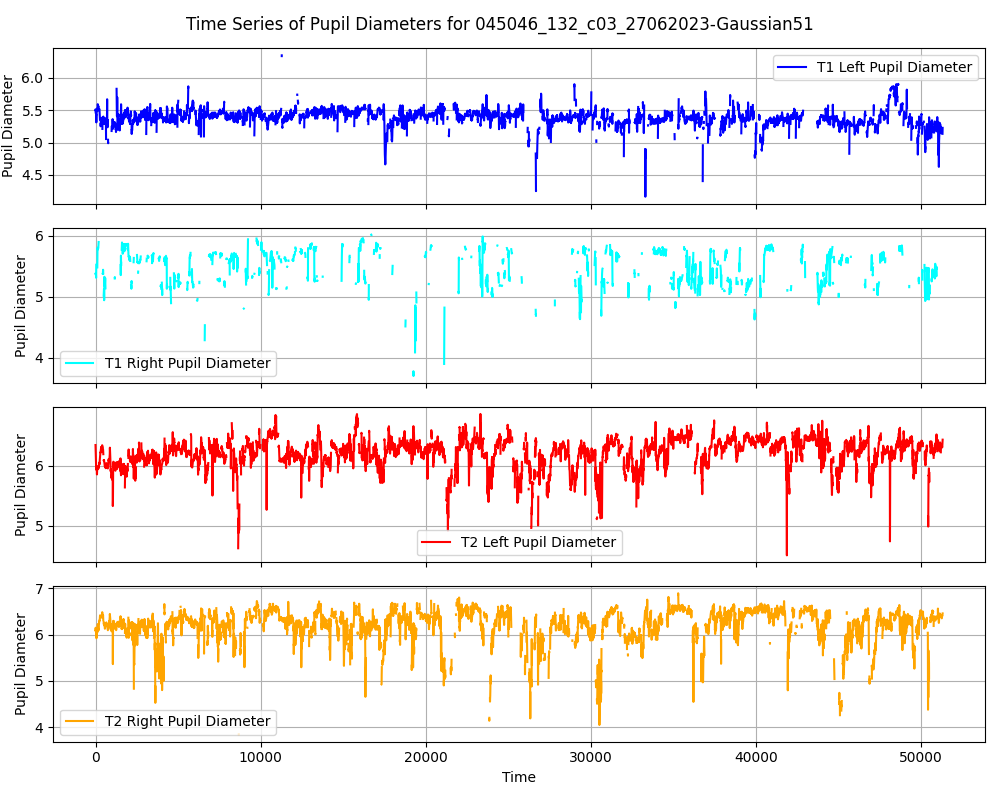 Time Series of Pupil Diameters for 045046_132_c03_27062023-Gaussian51
Pupil Diameter
6.0
5.5
5.0
4.5
T1 Left Pupil Diameter
Pupil Diameter
6
5
4
T1 Right Pupil Diameter
Pupil Diameter
6
5
T2 Left Pupil Diameter
Pupil Diameter
7
6
5
4
T2 Right Pupil Diameter
0 10000 20000 30000 40000 50000
Time